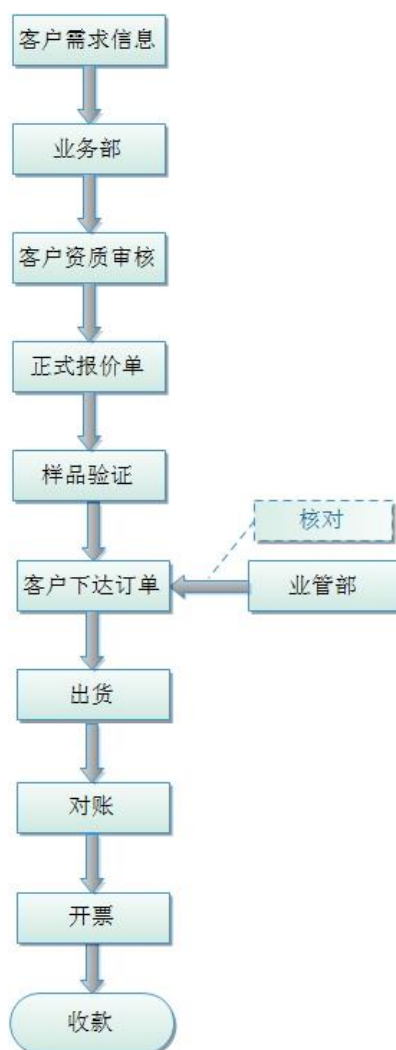 客户需求信息
业务部
客户资质审核
正式报价单
样品验证
核对
客户下达订单
业管部
出货
对账
开票
收款